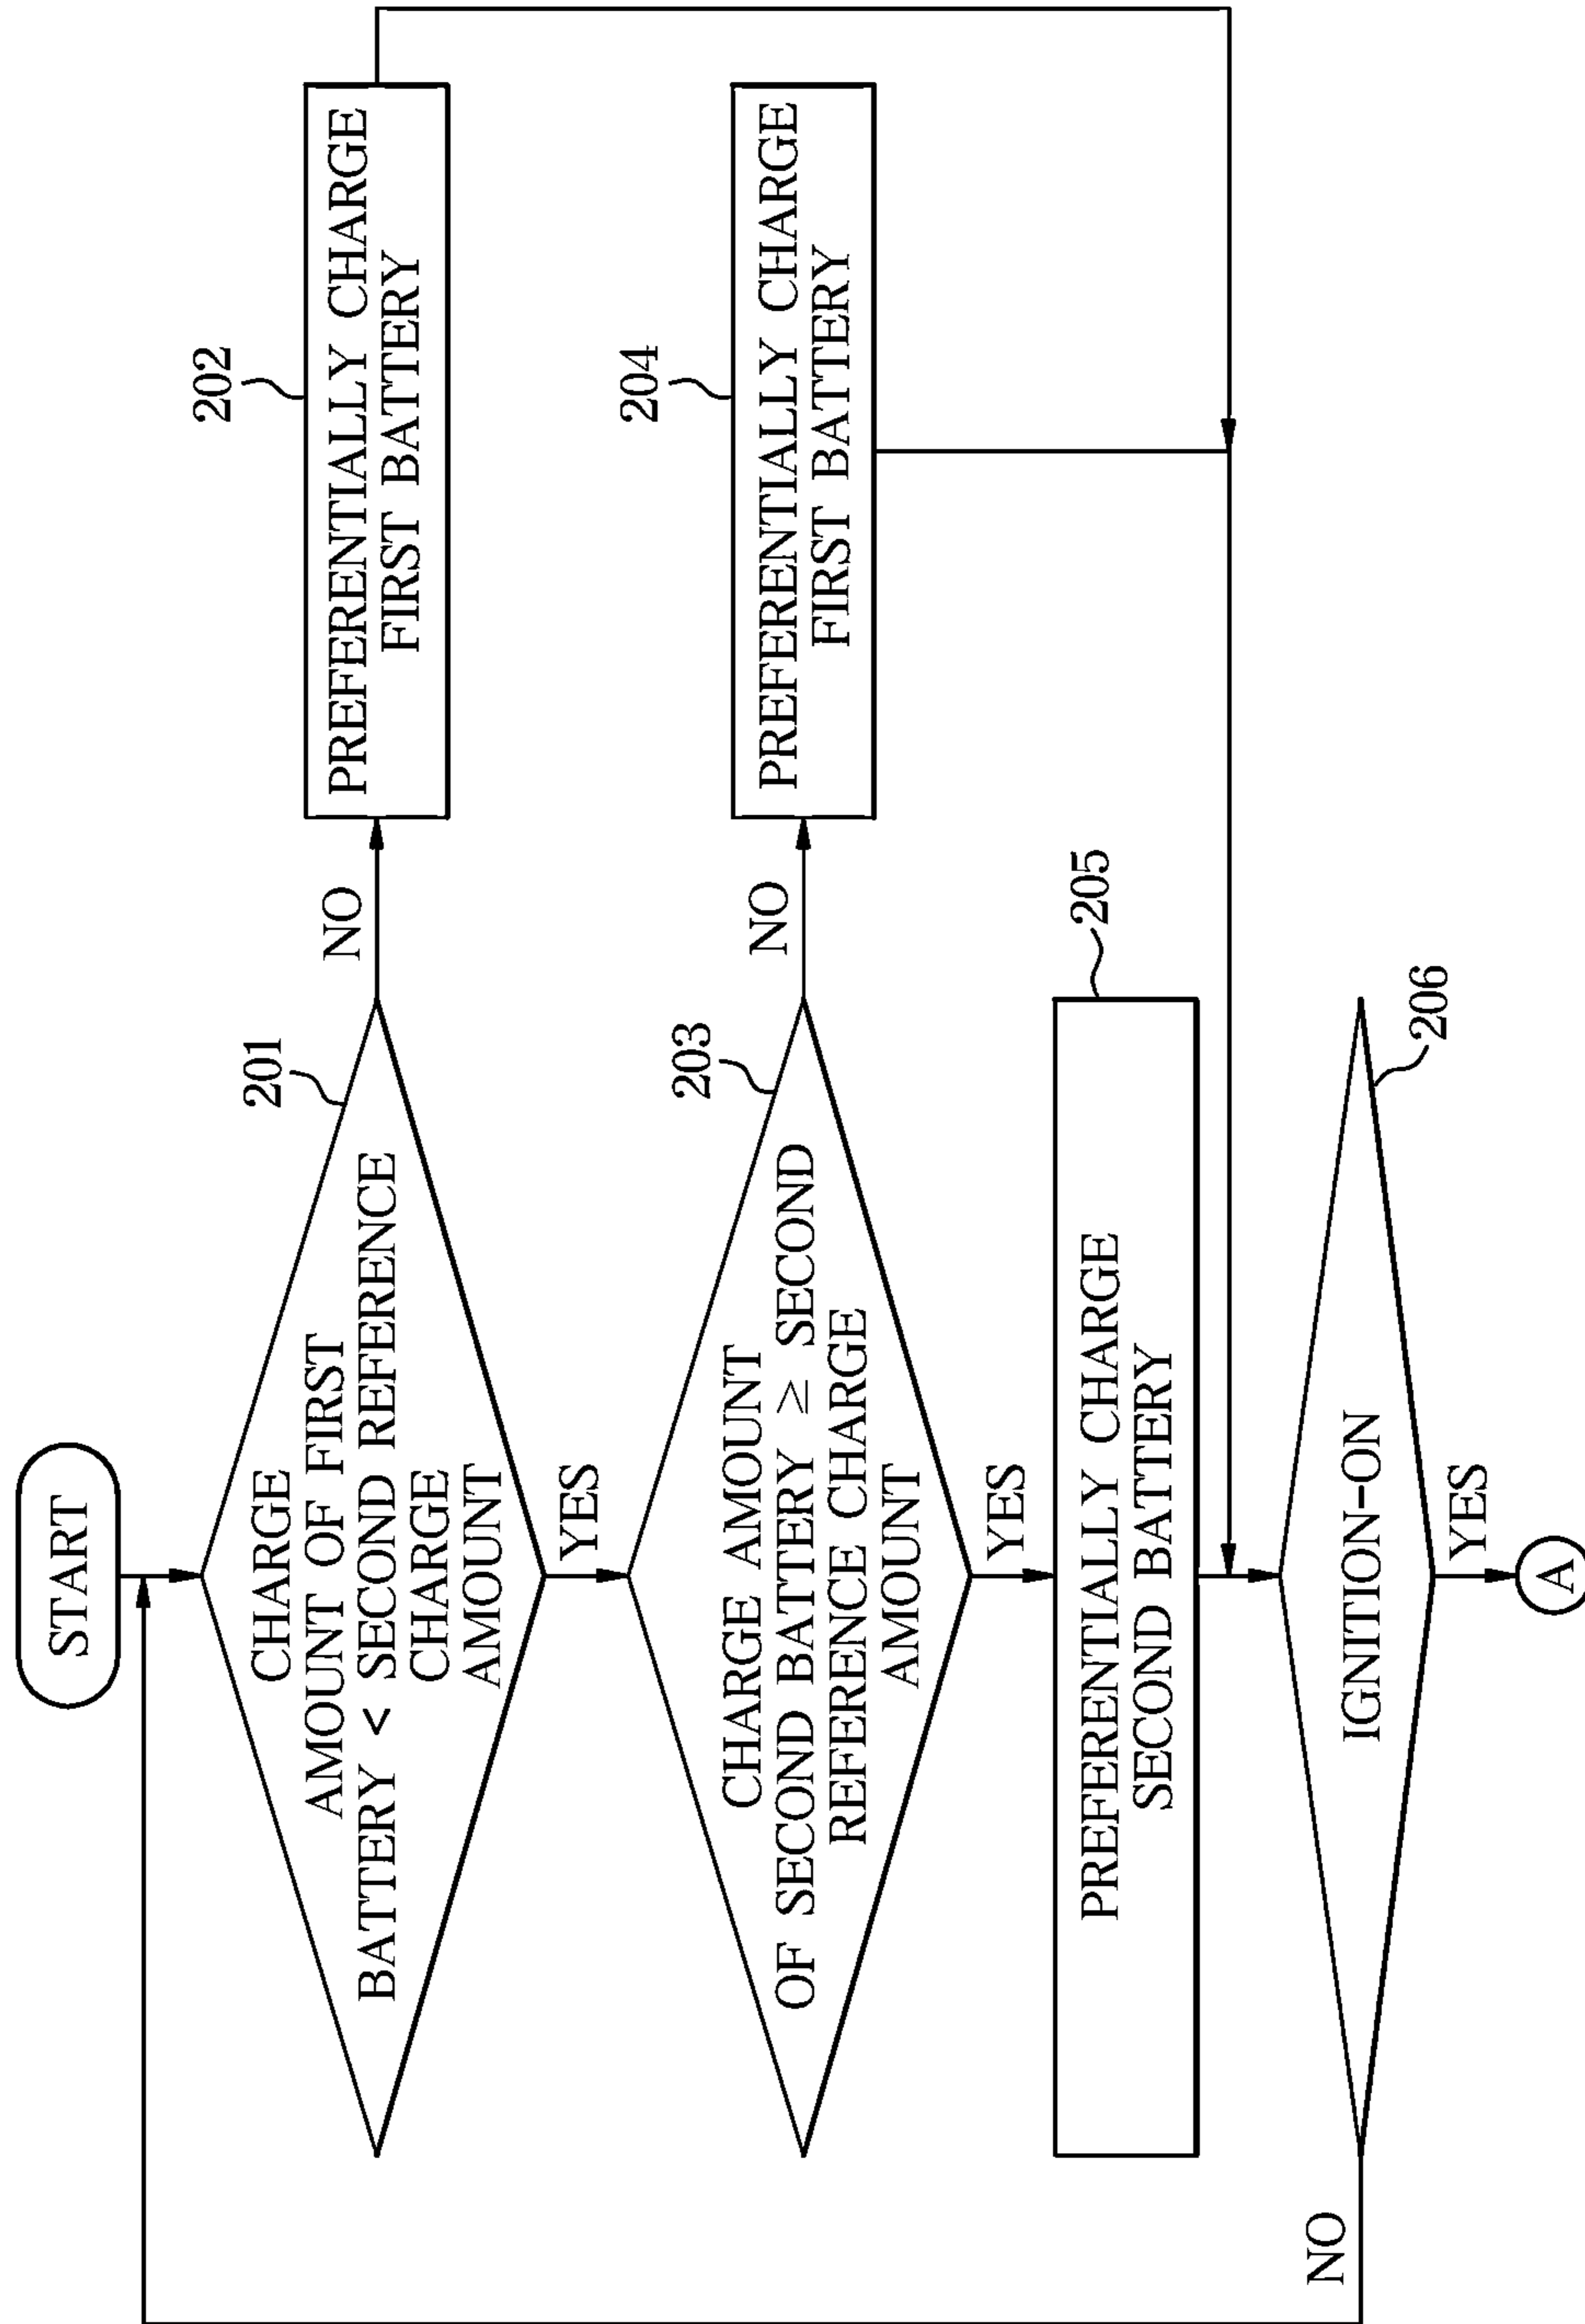 START
CHARGE
AMOUNT OF FIRST
BATTERY < SECOND REFERENCE
CHARGE
AMOUNT
201
NO
202
PREFERENTIALLY CHARGE
FIRST BATTERY
YES
CHARGE AMOUNT
OF SECOND BATTERY ≥ SECOND
REFERENCE CHARGE
AMOUNT
203
NO
204
PREFERENTIALLY CHARGE
FIRST BATTERY
YES
PREFERENTIALLY CHARGE
SECOND BATTERY
205
IGNITION-ON
206
NO
YES
A